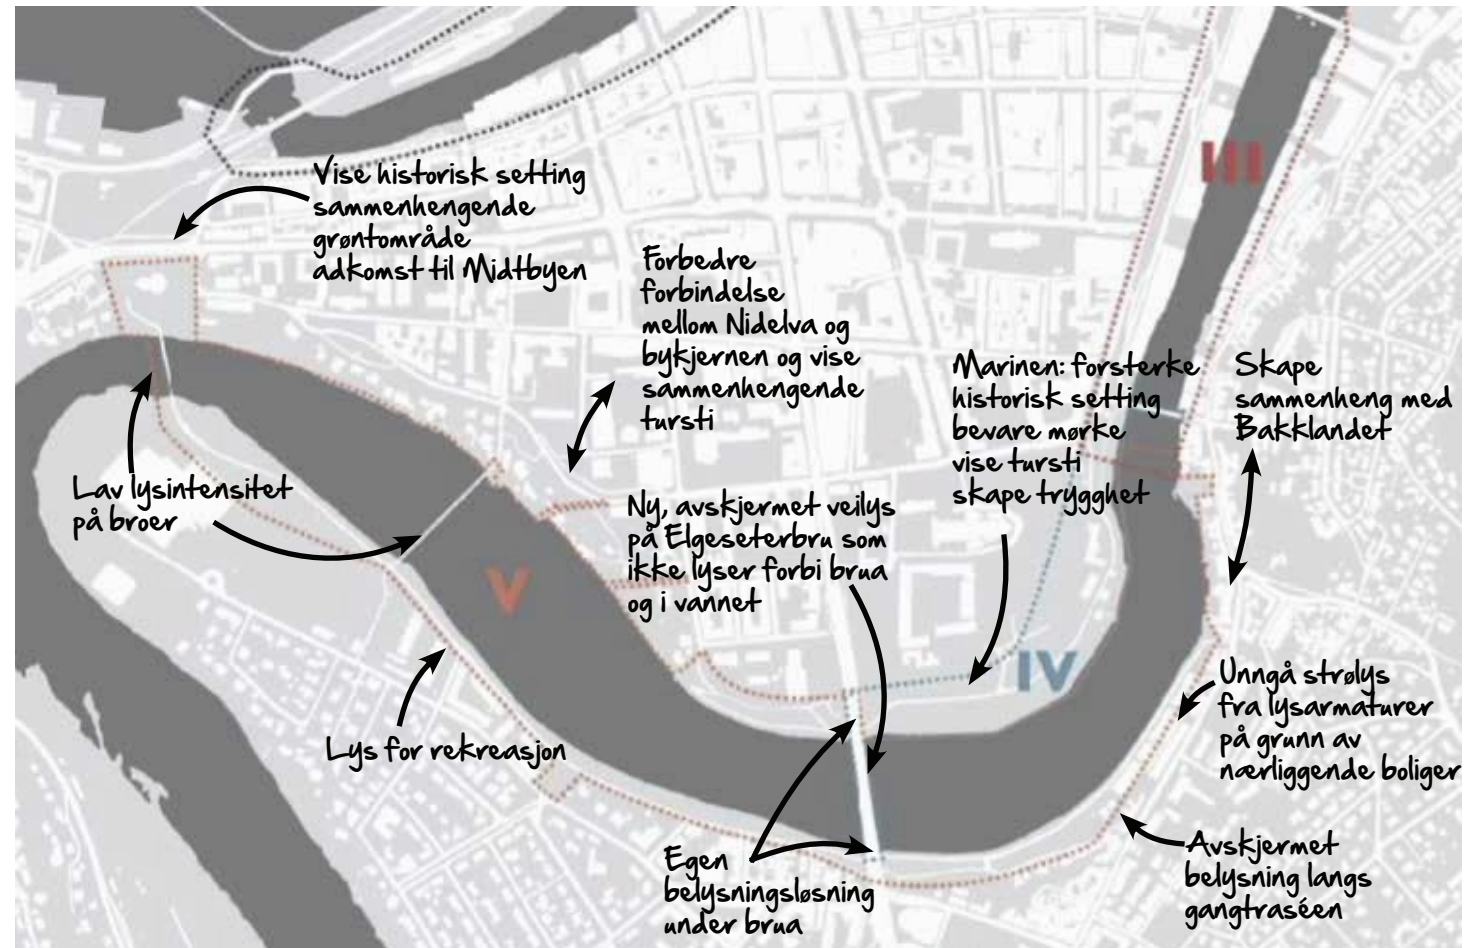 III
Vise historisk setting
sammenhengende
grøntområde
adkomst til Midtbyen
Forbedre
forbindelse
mellom Nidelva og
bykjernen og vise
sammenhengende
tursti
Marinen: forsterke
historisk setting
bevare mørke
vise tursti
skape trygghet
Skape
sammenheng med
Bakklandet
Lav lysintensitet
på broer
Ny, avskjermet veilys
på Elgeseterbru som
ikke lyser forbi brua
og i vannet
V
IV
Unngå strølys
fra lysarmaturer
på grunn av
nærliggende boliger
Lys for rekreasjon
Egen
belysningsløsning
under brua
Avskjermet
belysning langs
gangtraséen